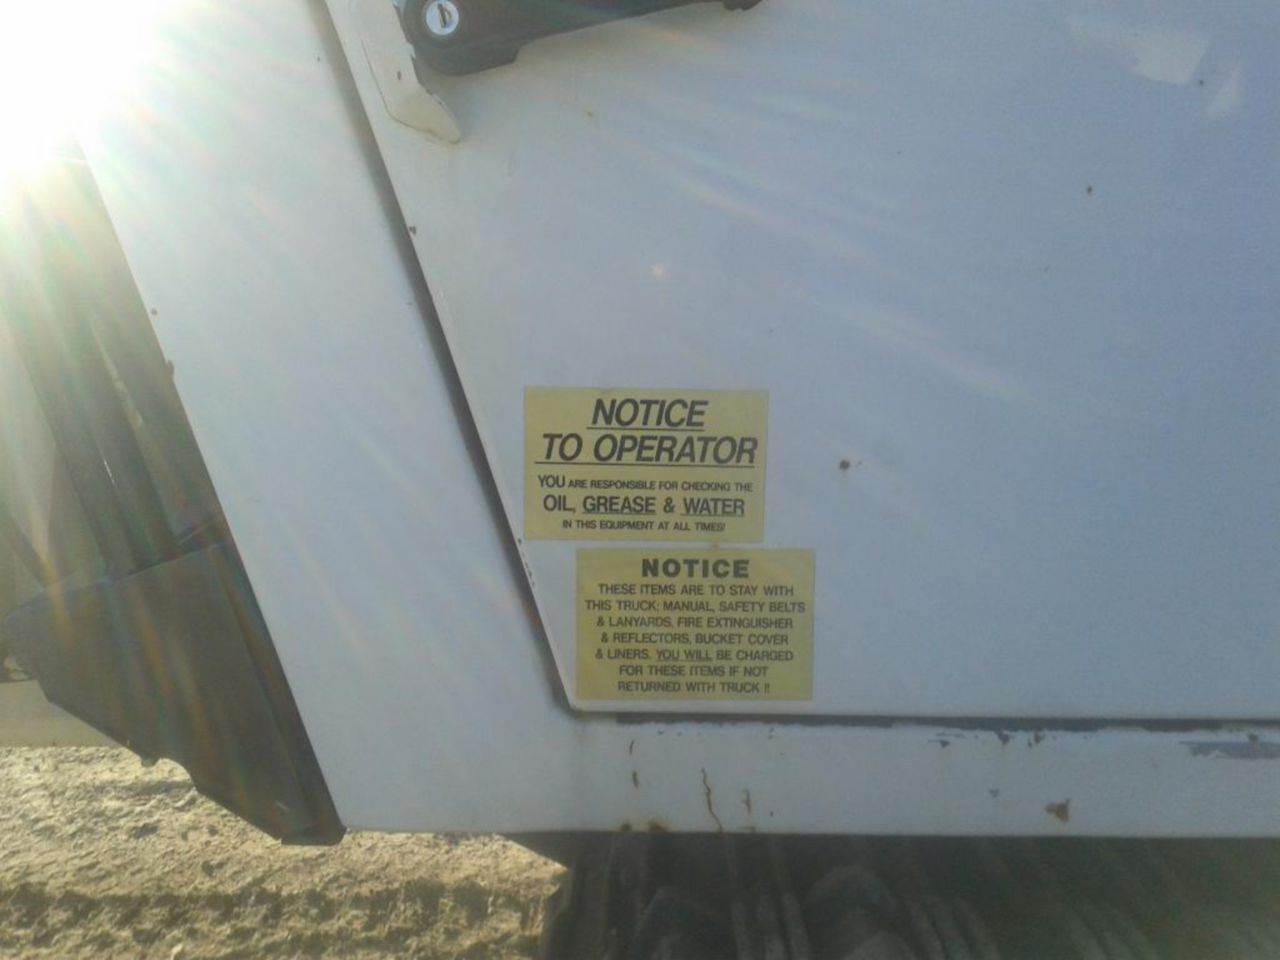 NOTICE
TO OPERATOR
YOU ARE RESPONSIBLE FOR CHECKING THE
OIL, GREASE & WATER
IN THIS EQUIPMENT AT ALL TIMES!
NOTICE
THESE ITEMS ARE TO STAY WITH
THIS TRUCK: MANUAL, SAFETY BELTS
& LANYARDS, FIRE EXTINGUISHER
& REFLECTORS, BUCKET COVER
& LINERS. YOU WILL BE CHARGED
FOR THESE ITEMS IF NOT
RETURNED WITH TRUCK !!